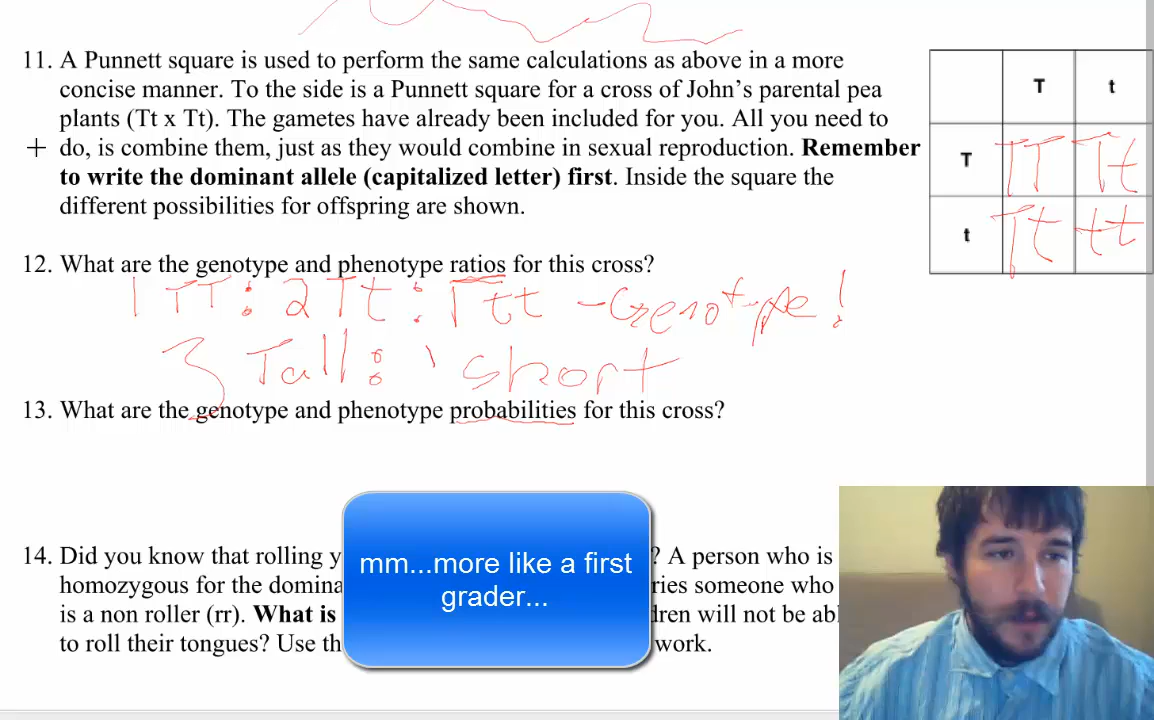 11. A Punnett square is used to perform the same calculations as above in a more
concise manner. To the side is a Punnett square for a cross of John's parental pea
plants (Tt x Tt). The gametes have already been included for you. All you need to
+ do, is combine them, just as they would combine in sexual reproduction. Remember
to write the dominant allele (capitalized letter) first. Inside the square the
different possibilities for offspring are shown.
T t
T TT Tt
t Tt tt
12. What are the genotype and phenotype ratios for this cross?
1 TT : 2 Tt : 1 tt - Genotype!
3 Tall : 1 short
13. What are the genotype and phenotype probabilities for this cross?
14. Did you know that rolling y ? A person who is
homozygous for the domina ries someone who
is a non roller (rr). What is dren will not be abl
to roll their tongues? Use th work.
mm...more like a first
grader...